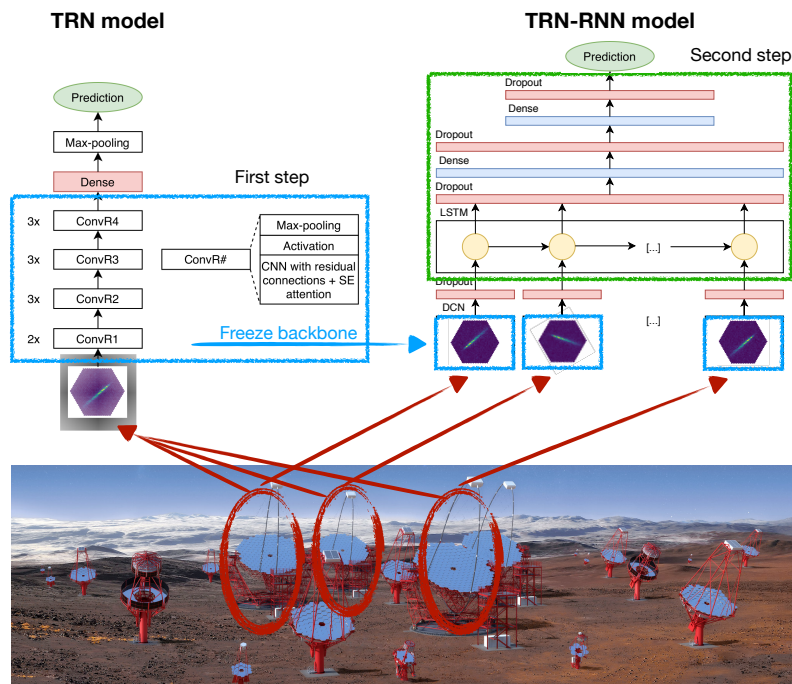 TRN model
TRN-RNN model
Prediction
Max-pooling
Dense
First step
3x
ConvR4
3x
ConvR3
3x
ConvR2
2x
ConvR1
ConvR#
Max-pooling
Activation
CNN with residual
connections + SE
attention
Freeze backbone
Prediction
Second step
Dropout
Dense
Dropout
Dense
Dropout
LSTM
[...]
Dropout
DCN
[...]